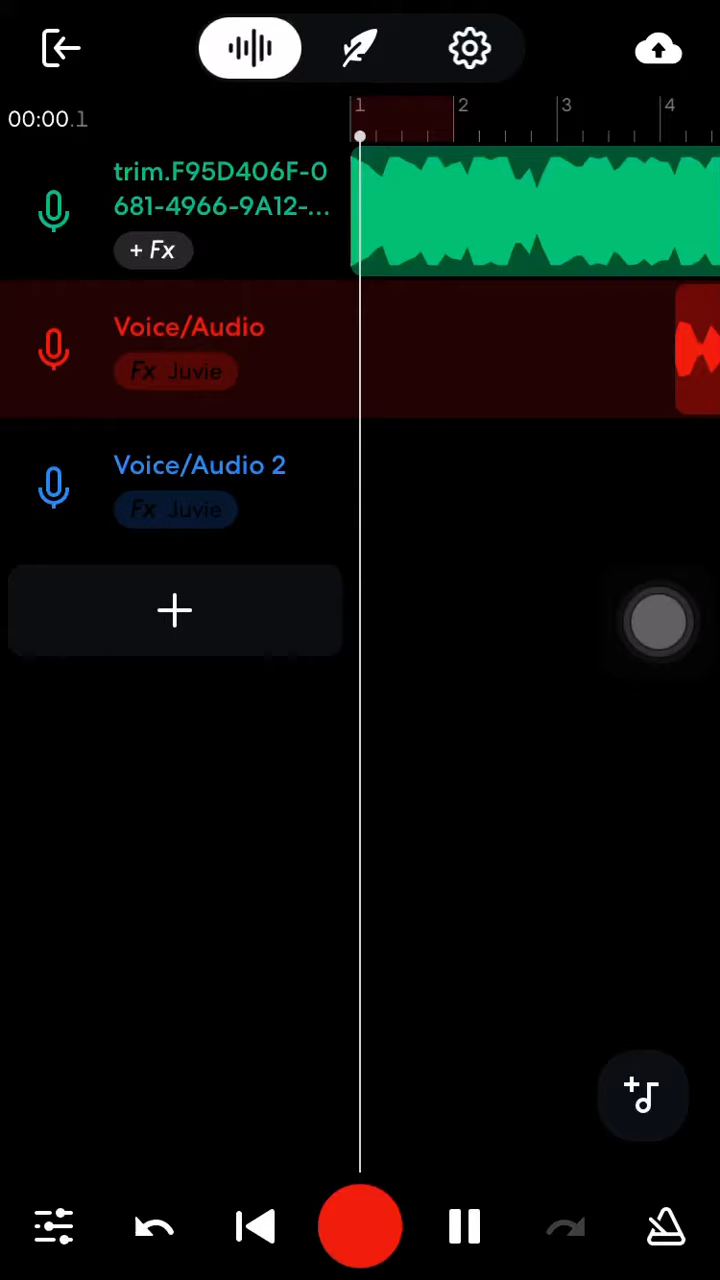 00:00.1
1
2
3
4
trim.F95D406F-0
681-4966-9A12-...
+ Fx
Voice/Audio
Fx Juvie
Voice/Audio 2
Fx Juvie